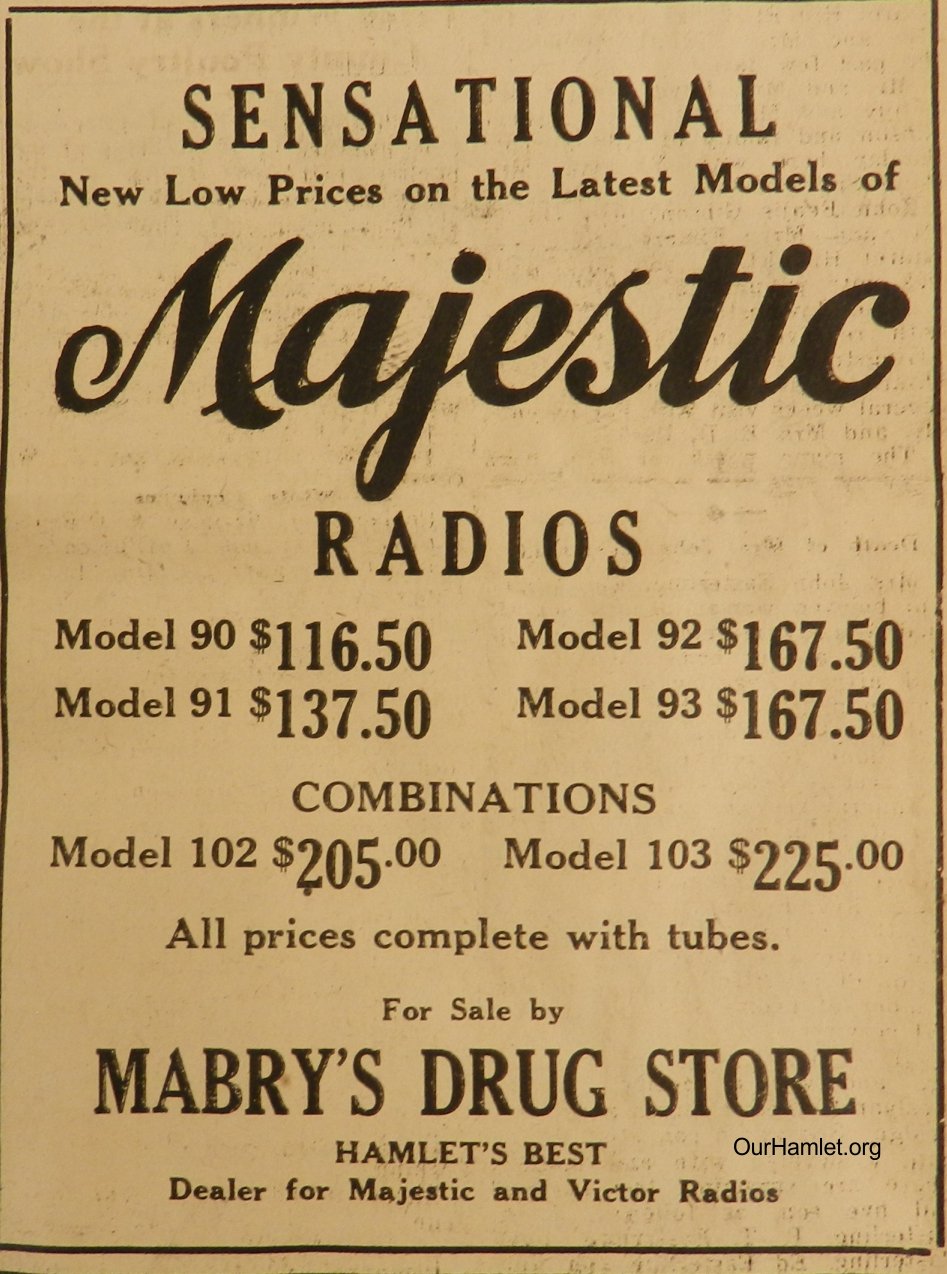 SENSATIONAL
New Low Prices on the Latest Models of
Majestic
RADIOS
Model 90 $116.50 Model 92 $167.50
Model 91 $137.50 Model 93 $167.50
COMBINATIONS
Model 102 $205.00 Model 103 $225.00
All prices complete with tubes.
For Sale by
MABRY'S DRUG STORE
HAMLET'S BEST
OurHamlet.org
Dealer for Majestic and Victor Radios